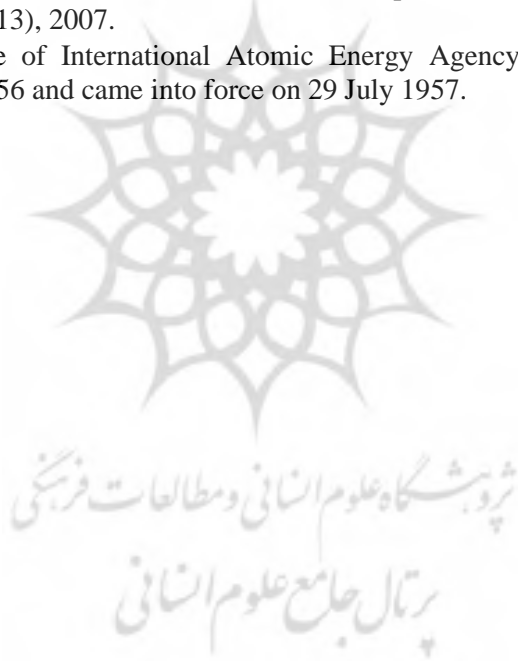 13), 2007.
e of International Atomic Energy Agency
56 and came into force on 29 July 1957.
پژوهشگاه علوم انسانی و مطالعات فرهنگی
پرتال جامع علوم انسانی